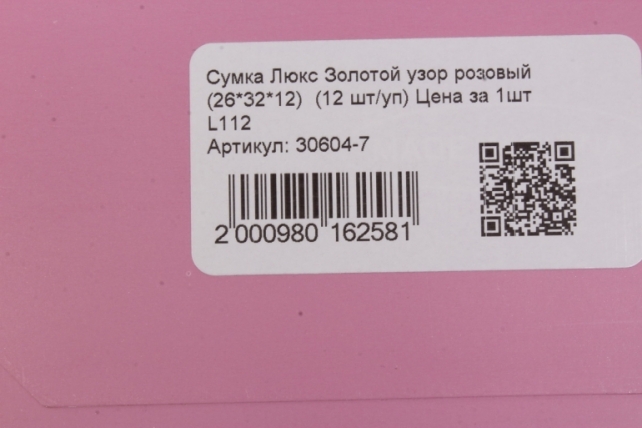 Сумка Люкс Золотой узор розовый
(26*32*12) (12 шт/уп) Цена за 1шт
L112
Артикул: 30604-7
2 000980 162581